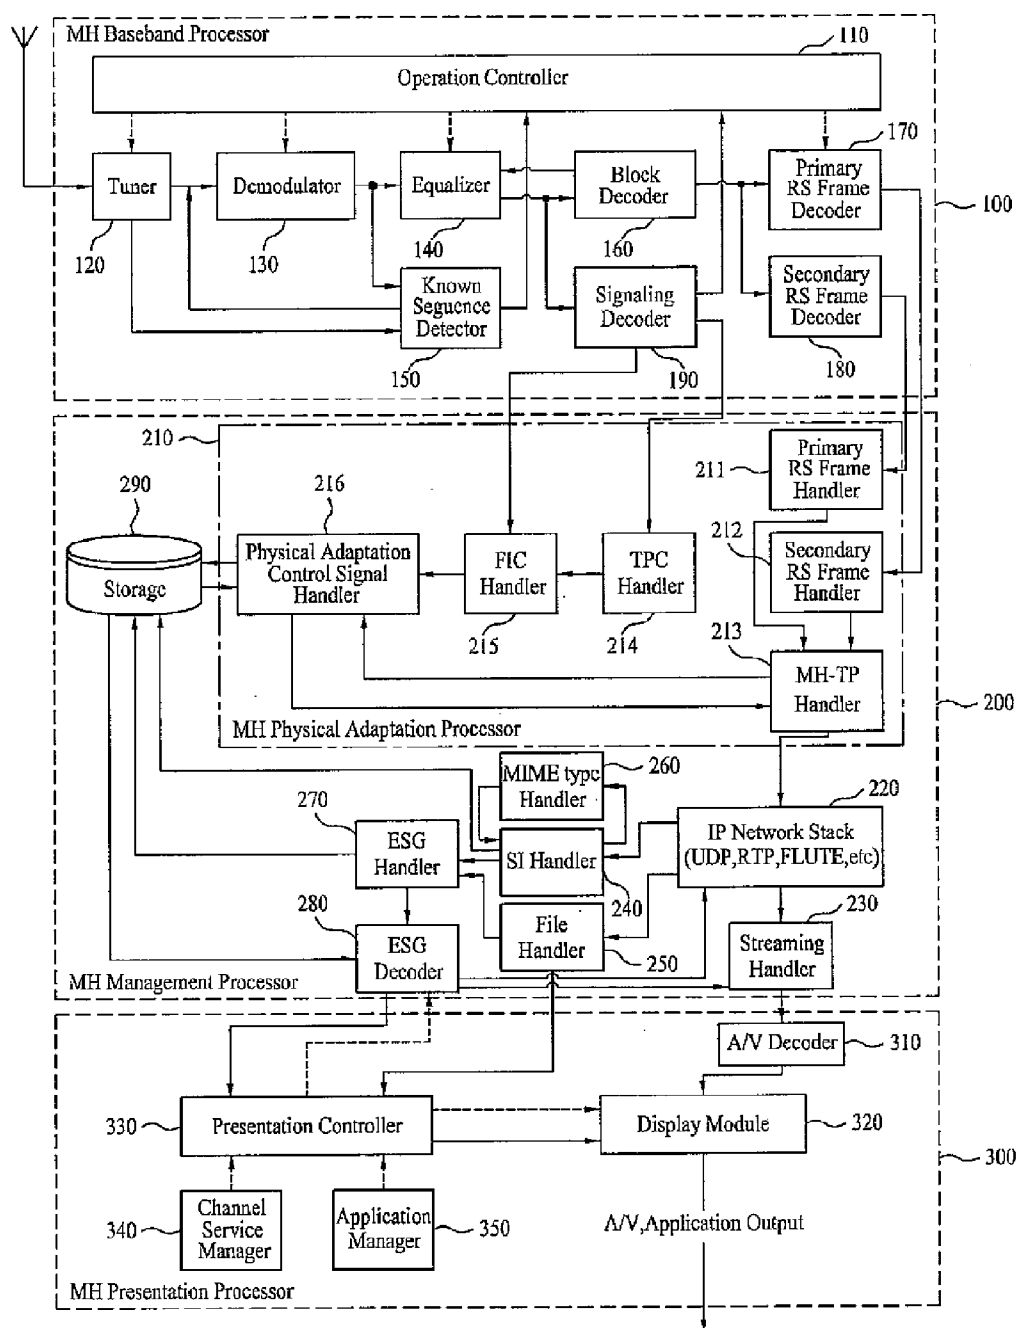 MH Baseband Processor
110
Operation Controller
170
Tuner
Demodulator
Equalizer
Block
Decoder
Primary
RS Frame
Decoder
100
120
130
140
160
Known
Seguence
Detector
Signaling
Decoder
Secondary
RS Frame
Decoder
150
190
180
210
211
Primary
RS Frame
Handler
290
216
Storage
Physical Adaptation
Control Signal
Handler
FIC
Handler
TPC
Handler
212
Secondary
RS Frame
Handler
215
214
213
MH-TP
Handler
200
MH Physical Adaptation Processor
MIME type
Handler
260
270
220
ESG
Handler
SI Handler
IP Network Stack
(UDP,RTP,FLUTE,etc)
240
280
230
ESG
Decoder
File
Handler
250
Streaming
Handler
MH Management Processor
A/V Decoder
310
330
Presentation Controller
Display Module
320
300
340
Channel
Service
Manager
Application
Manager
350
A/V,Application Output
MH Presentation Processor